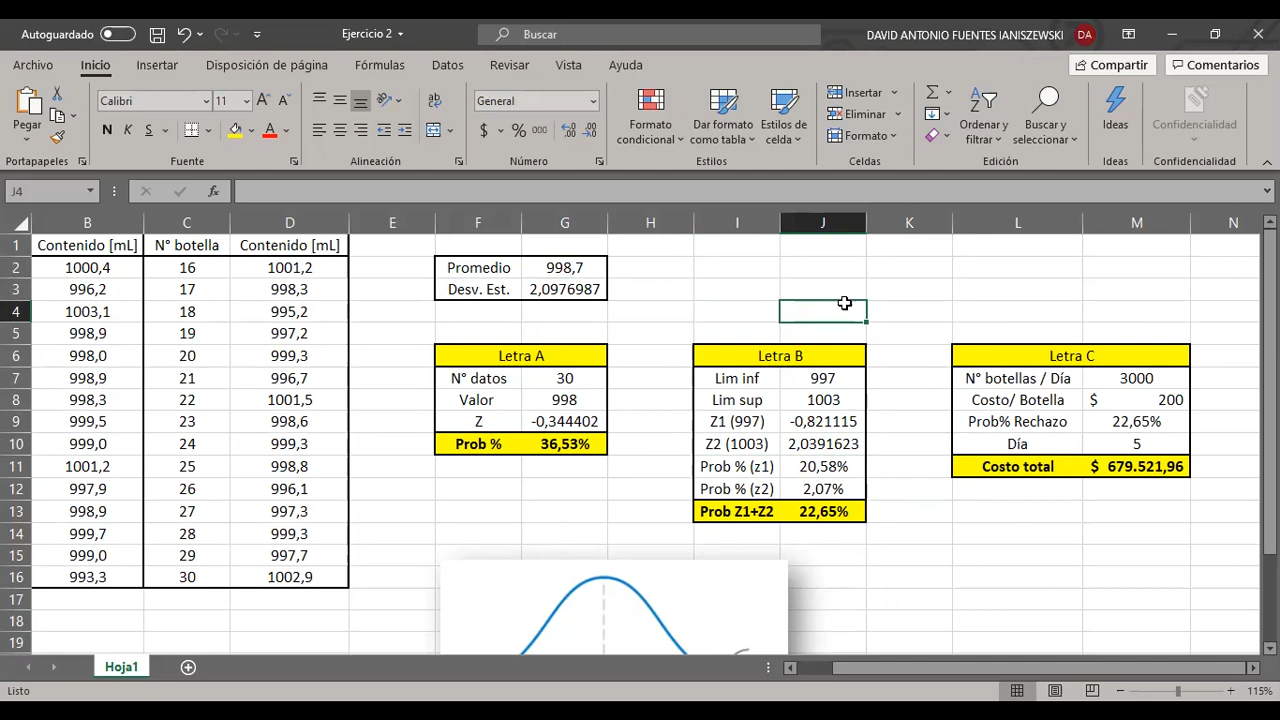 Autoguardado
Ejercicio 2
Buscar
DAVID ANTONIO FUENTES IANISZEWSKI
DA
Archivo Inicio Insertar Disposición de página Fórmulas Datos Revisar Vista Ayuda
Compartir Comentarios
Pegar
Calibri 11
N K S
General
$ % 000
Formato condicional
Dar formato como tabla
Estilos de celda
Insertar
Eliminar
Formato
Ordenar y filtrar
Buscar y seleccionar
Ideas
Confidencialidad
Portapapeles Fuente Alineación Número Estilos Celdas Edición Ideas Confidencialidad
J4 fx
B C D E F G H I J K L M N
1 Contenido [mL] N° botella Contenido [mL]
2 1000,4 16 1001,2 Promedio 998,7
3 996,2 17 998,3 Desv. Est. 2,0976987
4 1003,1 18 995,2
5 998,9 19 997,2
6 998,0 20 999,3 Letra A Letra B Letra C
7 998,9 21 996,7 N° datos 30 Lim inf 997 N° botellas / Día 3000
8 998,3 22 1001,5 Valor 998 Lim sup 1003 Costo/ Botella $ 200
9 999,5 23 998,6 Z -0,344402 Z1 (997) -0,821115 Prob% Rechazo 22,65%
10 999,0 24 999,3 Prob % 36,53% Z2 (1003) 2,0391623 Día 5
11 1001,2 25 998,8 Prob % (z1) 20,58% Costo total $ 679.521,96
12 997,9 26 996,1 Prob % (z2) 2,07%
13 998,9 27 997,3 Prob Z1+Z2 22,65%
14 999,7 28 999,3
15 999,0 29 997,7
16 993,3 30 1002,9
17
18
19
Hoja1
Listo
115%